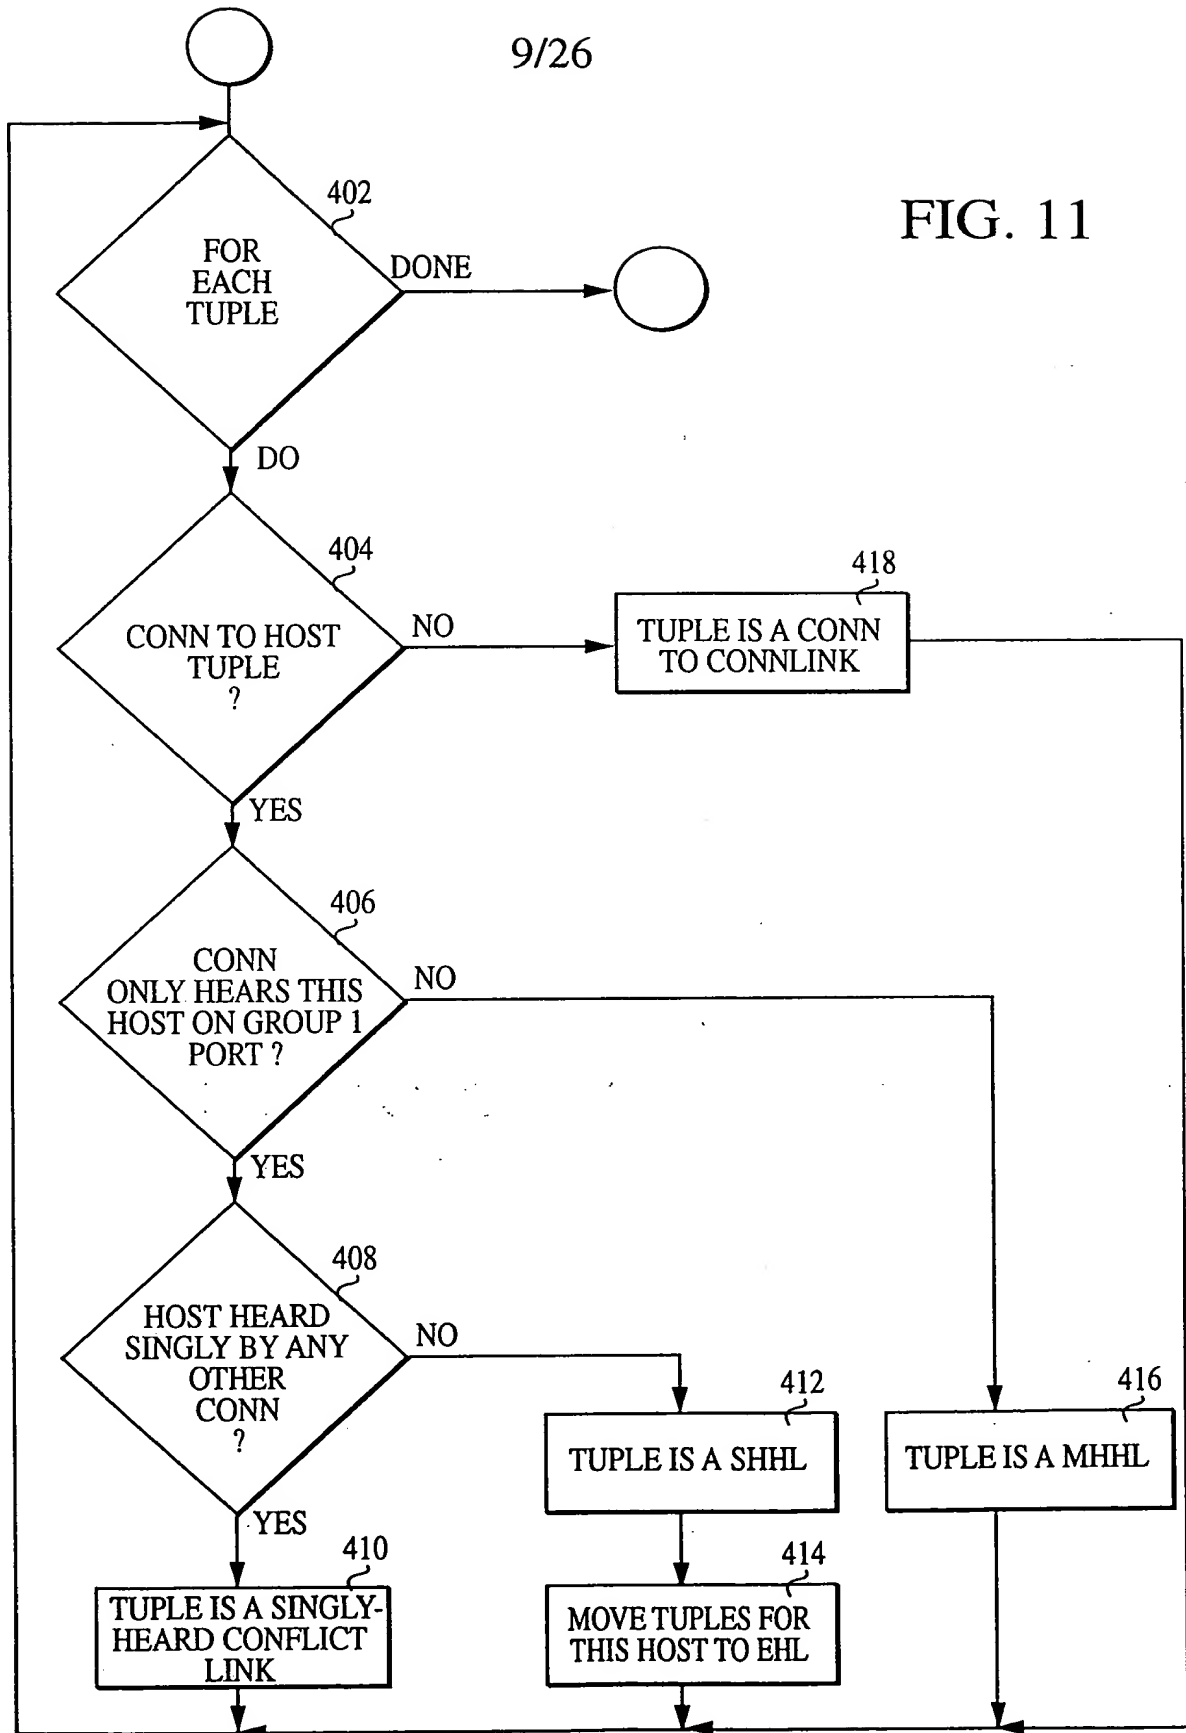 9/26
FIG. 11
402
FOR
EACH
TUPLE
DONE
DO
404
CONN TO HOST
TUPLE
?
NO
418
TUPLE IS A CONN
TO CONNLINK
YES
406
CONN
ONLY HEARS THIS
HOST ON GROUP 1
PORT ?
NO
YES
408
HOST HEARD
SINGLY BY ANY
OTHER
CONN
?
NO
412
TUPLE IS A SHHL
416
TUPLE IS A MHHL
YES
410
TUPLE IS A SINGLY-
HEARD CONFLICT
LINK
414
MOVE TUPLES FOR
THIS HOST TO EHL